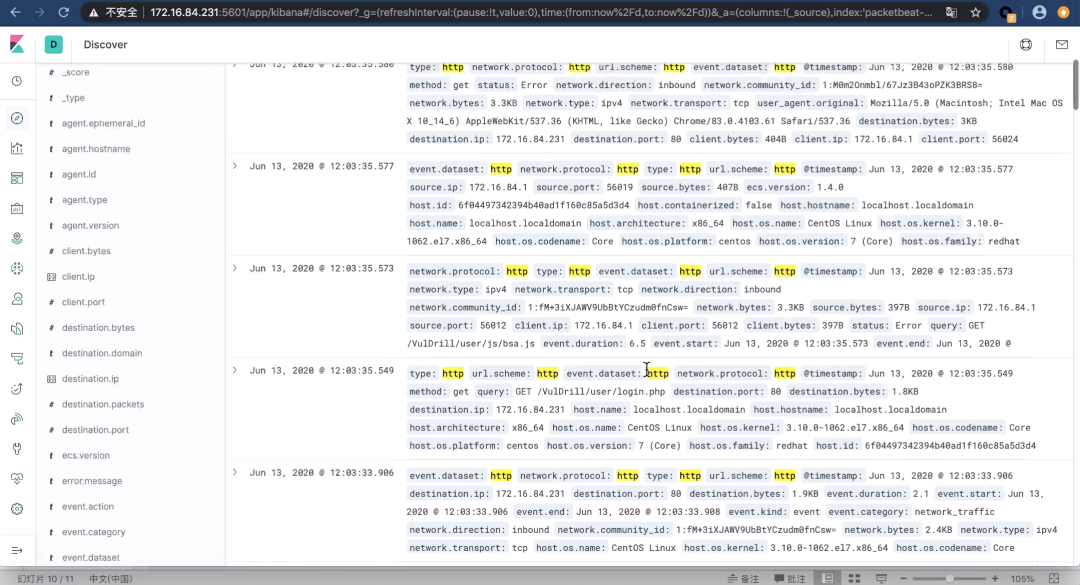 不安全 172.16.84.231:5601/app/kibana#/discover?_g=(refreshInterval:(pause:!t,value:0),time:(from:now%2Fd,to:now%2Fd))&_a=(columns:!(_source),index:'packetbeat-...
D Discover
# _score
t _type
t agent.ephemeral_id
t agent.hostname
t agent.id
t agent.type
t agent.version
# client.bytes
client.ip
# client.port
# destination.bytes
t destination.domain
destination.ip
# destination.packets
# destination.port
t ecs.version
t error.message
t event.action
t event.category
t event.dataset
Jun 13, 2020 @ 12:03:35.580
type: http network.protocol: http url.scheme: http event.dataset: http @timestamp: Jun 13, 2020 @ 12:03:35.580
method: get status: Error network.direction: inbound network.community_id: 1:M0m2Onmbl/67Jz3B43oPZK3BRS8=
network.bytes: 3.3KB network.type: ipv4 network.transport: tcp user_agent.original: Mozilla/5.0 (Macintosh; Intel Mac OS
X 10_14_6) AppleWebKit/537.36 (KHTML, like Gecko) Chrome/83.0.4103.61 Safari/537.36 destination.bytes: 3KB
destination.ip: 172.16.84.231 destination.port: 80 client.bytes: 404B client.ip: 172.16.84.1 client.port: 56024
Jun 13, 2020 @ 12:03:35.577
event.dataset: http network.protocol: http type: http url.scheme: http @timestamp: Jun 13, 2020 @ 12:03:35.577
source.ip: 172.16.84.1 source.port: 56019 source.bytes: 407B ecs.version: 1.4.0
host.id: 6f04497342394b40ad1f160c85a5d3d4 host.containerized: false host.hostname: localhost.localdomain
host.name: localhost.localdomain host.architecture: x86_64 host.os.name: CentOS Linux host.os.kernel: 3.10.0-
1062.el7.x86_64 host.os.codename: Core host.os.platform: centos host.os.version: 7 (Core) host.os.family: redhat
Jun 13, 2020 @ 12:03:35.573
network.protocol: http type: http event.dataset: http url.scheme: http @timestamp: Jun 13, 2020 @ 12:03:35.573
network.type: ipv4 network.transport: tcp network.direction: inbound
network.community_id: 1:fM+3iXJAWV9UbBtYCzudm0fnCsw= network.bytes: 3.3KB source.bytes: 397B source.ip: 172.16.84.1
source.port: 56012 client.ip: 172.16.84.1 client.port: 56012 client.bytes: 397B status: Error query: GET
/VulDrill/user/js/bsa.js event.duration: 6.5 event.start: Jun 13, 2020 @ 12:03:35.573 event.end: Jun 13, 2020 @
Jun 13, 2020 @ 12:03:35.549
type: http url.scheme: http event.dataset: http network.protocol: http @timestamp: Jun 13, 2020 @ 12:03:35.549
method: get query: GET /VulDrill/user/login.php destination.port: 80 destination.bytes: 1.8KB
destination.ip: 172.16.84.231 host.name: localhost.localdomain host.hostname: localhost.localdomain
host.architecture: x86_64 host.os.name: CentOS Linux host.os.kernel: 3.10.0-1062.el7.x86_64 host.os.codename: Core
host.os.platform: centos host.os.version: 7 (Core) host.os.family: redhat host.id: 6f04497342394b40ad1f160c85a5d3d4
Jun 13, 2020 @ 12:03:33.906
event.dataset: http network.protocol: http type: http url.scheme: http @timestamp: Jun 13, 2020 @ 12:03:33.906
destination.ip: 172.16.84.231 destination.port: 80 destination.bytes: 1.9KB event.duration: 2.1 event.start: Jun 13,
2020 @ 12:03:33.906 event.end: Jun 13, 2020 @ 12:03:33.908 event.kind: event event.category: network_traffic
network.direction: inbound network.community_id: 1:fM+3iXJAWV9UbBtYCzudm0fnCsw= network.bytes: 2.4KB network.type: ipv4
network.transport: tcp host.os.name: CentOS Linux host.os.kernel: 3.10.0-1062.el7.x86_64 host.os.codename: Core
幻灯片 10 / 11 中文(中国) 备注 批注 105%